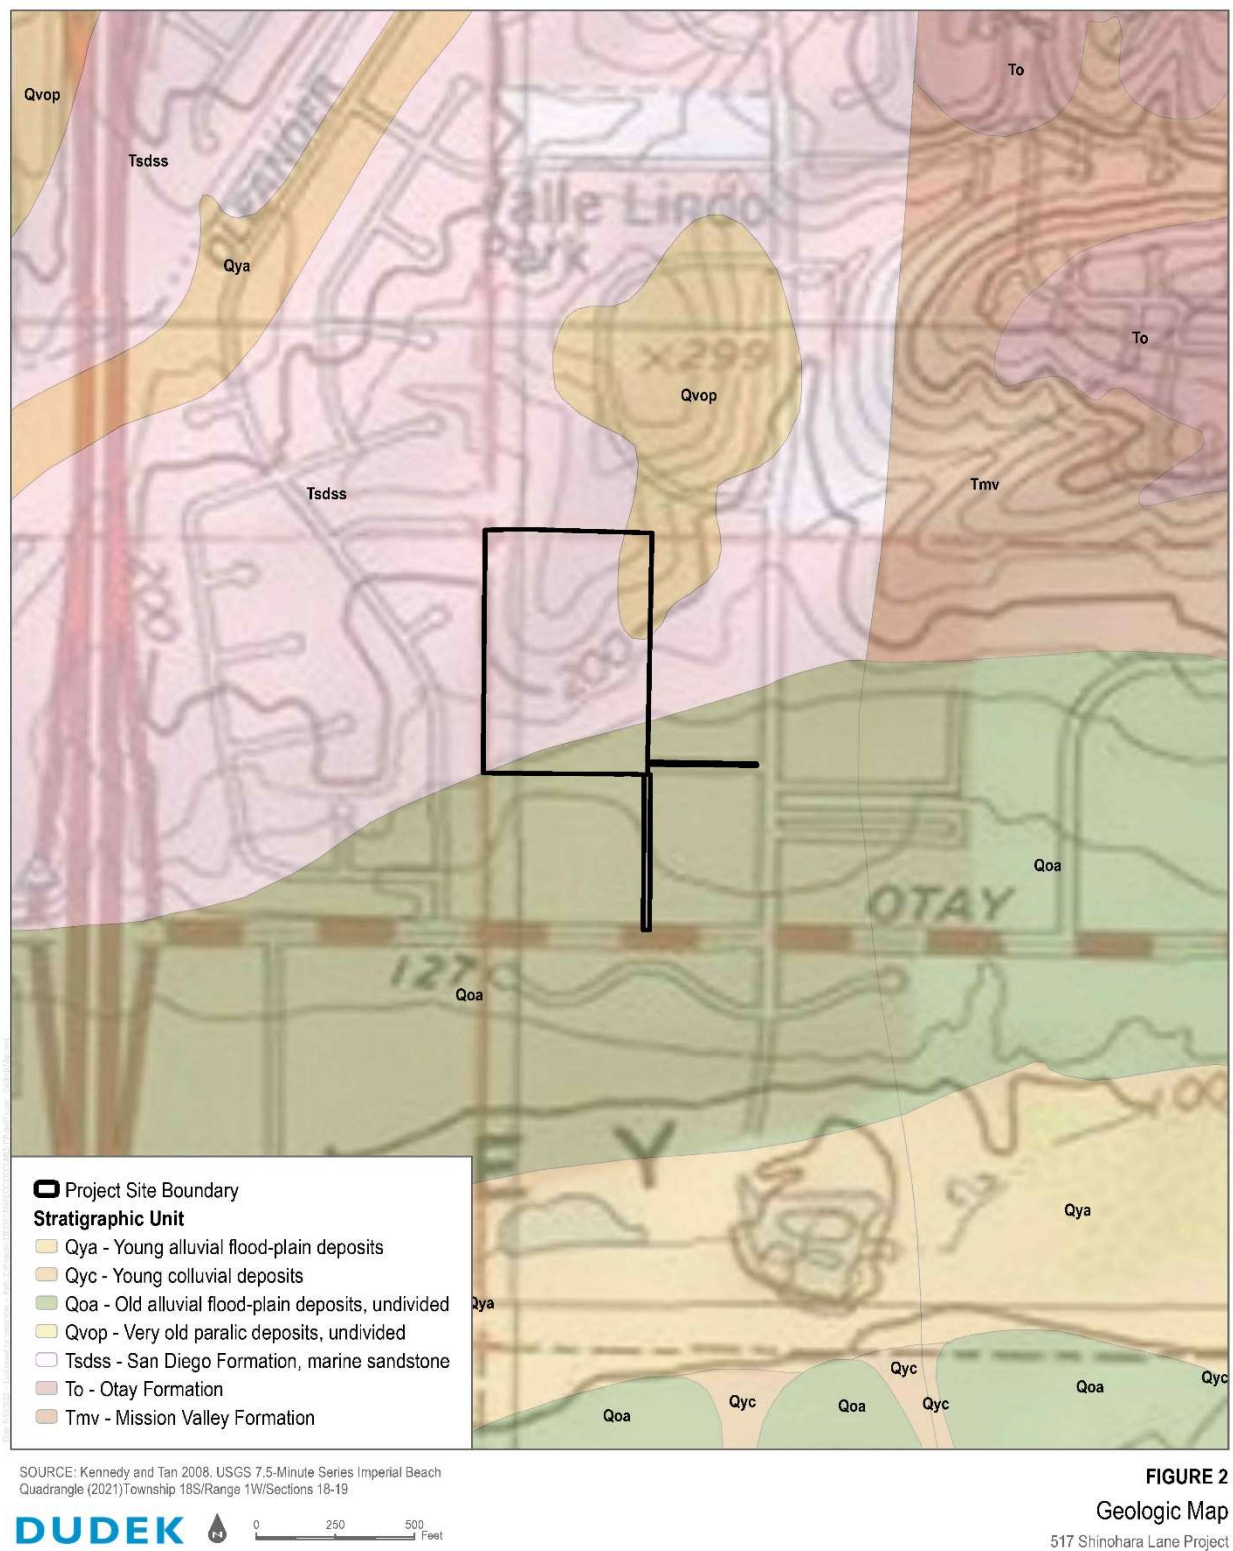 Qvop
To
Tsdss
Valle Lindo
Park
Qya
To
X299
Qvop
Tmv
Tsdss
200
Qoa
OTAY
127
Qoa
E Y
Qya
Qya
Qyc
Qyc
Qoa
Qyc
Qoa
Qyc
Qoa
Project Site Boundary
Stratigraphic Unit
Qya - Young alluvial flood-plain deposits
Qyc - Young colluvial deposits
Qoa - Old alluvial flood-plain deposits, undivided
Qvop - Very old paralic deposits, undivided
Tsdss - San Diego Formation, marine sandstone
To - Otay Formation
Tmv - Mission Valley Formation
SOURCE: Kennedy and Tan 2008. USGS 7.5-Minute Series Imperial Beach
Quadrangle (2021)Township 18S/Range 1W/Sections 18-19
DUDEK
N
0 250 500
Feet
FIGURE 2
Geologic Map
517 Shinohara Lane Project